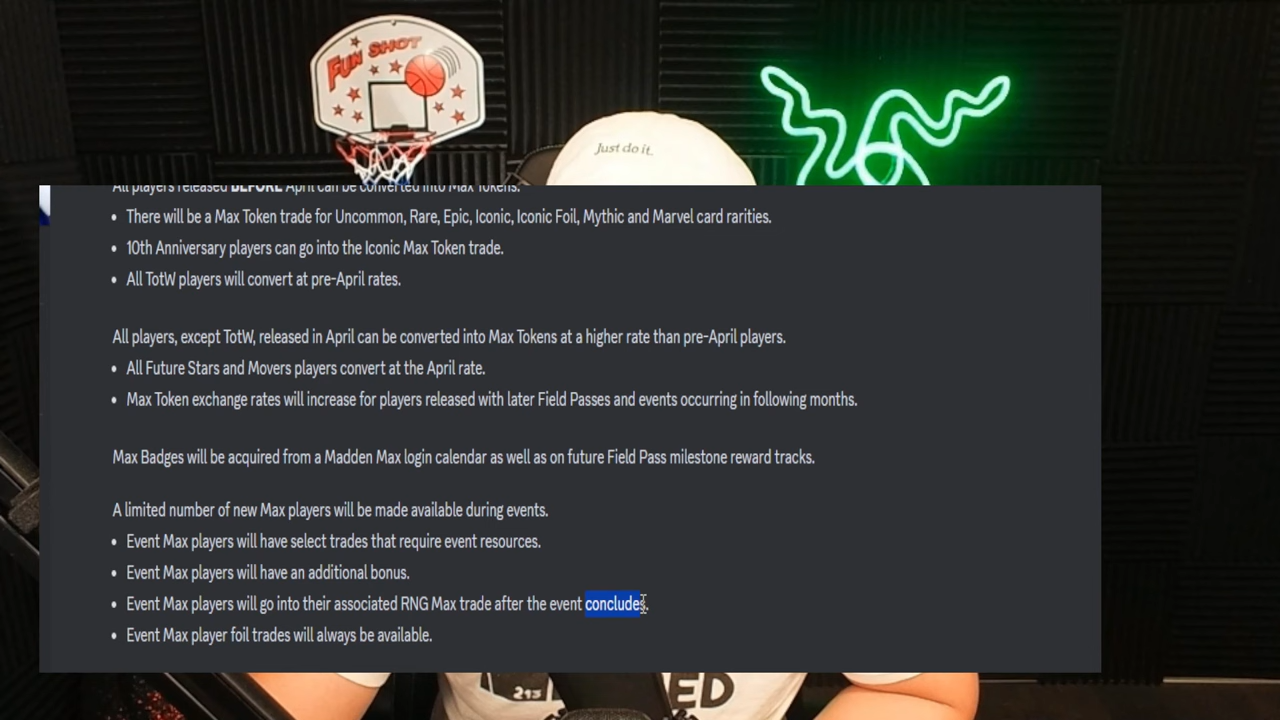 FUN SHOT
Just do it.
All players released BEFORE April can be converted into Max Tokens.
• There will be a Max Token trade for Uncommon, Rare, Epic, Iconic, Iconic Foil, Mythic and Marvel card rarities.
• 10th Anniversary players can go into the Iconic Max Token trade.
• All TotW players will convert at pre-April rates.
All players, except TotW, released in April can be converted into Max Tokens at a higher rate than pre-April players.
• All Future Stars and Movers players convert at the April rate.
• Max Token exchange rates will increase for players released with later Field Passes and events occurring in following months.
Max Badges will be acquired from a Madden Max login calendar as well as on future Field Pass milestone reward tracks.
A limited number of new Max players will be made available during events.
• Event Max players will have select trades that require event resources.
• Event Max players will have an additional bonus.
• Event Max players will go into their associated RNG Max trade after the event concludes.
• Event Max player foil trades will always be available.
213
ED